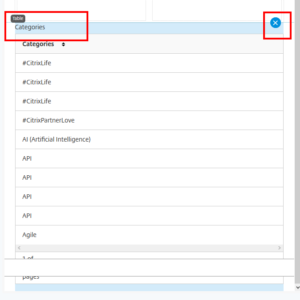 Table
Categories
Categories
#CitrixLife
#CitrixLife
#CitrixLife
#CitrixPartnerLove
AI (Artificial Intelligence)
API
API
API
API
Agile
1 of
pages